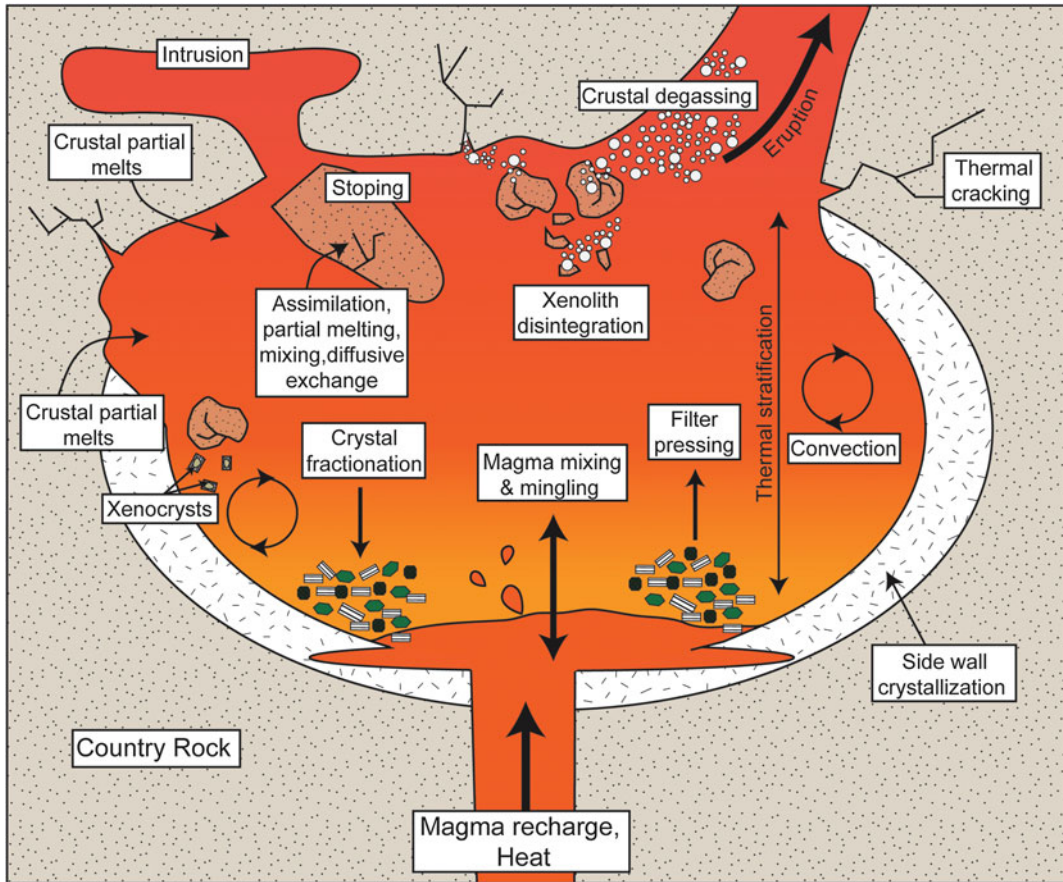 Intrusion
Crustal degassing
Eruption
Crustal partial
melts
Stoping
Thermal
cracking
Assimilation,
partial melting,
mixing,diffusive
exchange
Xenolith
disintegration
Thermal stratification
Crustal partial
melts
Crystal
fractionation
Magma mixing
& mingling
Filter
pressing
Convection
Xenocrysts
Side wall
crystallization
Country Rock
Magma recharge,
Heat